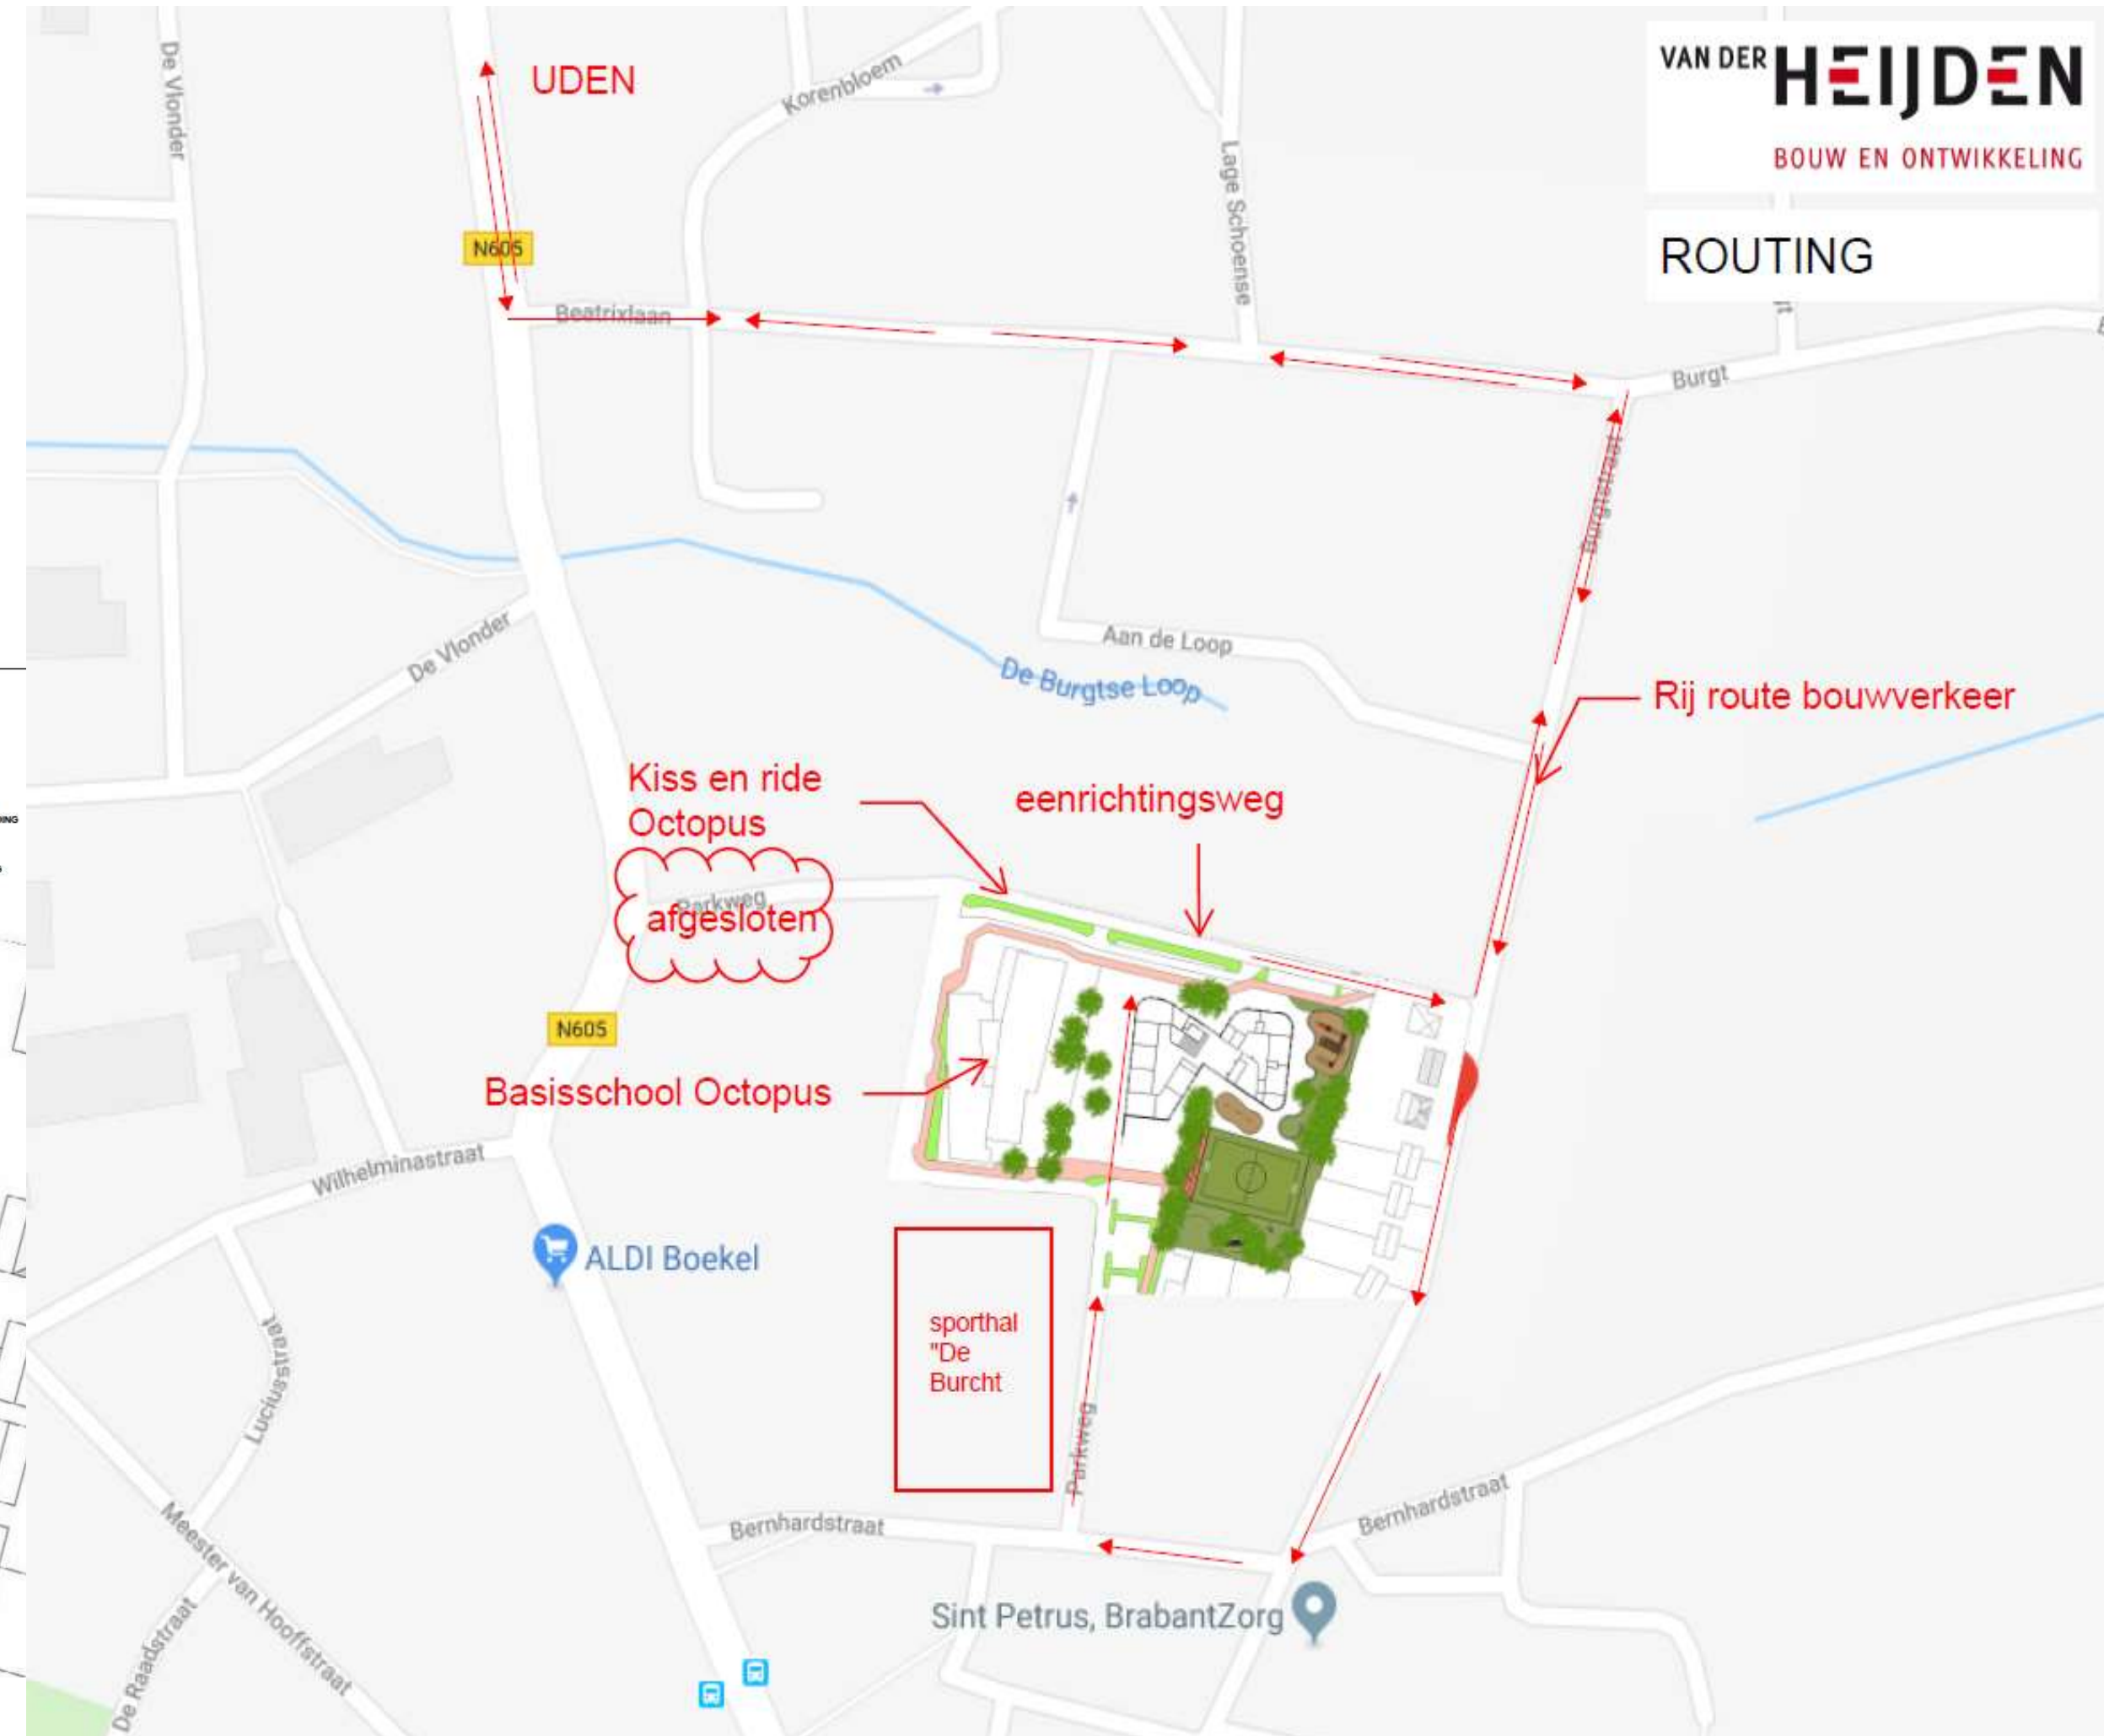 UDEN
VAN DER HEIJDEN
BOUW EN ONTWIKKELING
ROUTING
De Vlonder
Korenbloem
Lage Schoense
N605
Beatrixlaan
Burgt
Burgtstraat
De Vlonder
Aan de Loop
De Burgtse Loop
Rij route bouwverkeer
Kiss en ride
Octopus
eenrichtingsweg
Parkweg
afgesloten
N605
Basisschool Octopus
Wilhelminastraat
ALDI Boekel
sporthal
"De
Burcht
Luciusstraat
Parkweg
Bernhardstraat
Bernhardstraat
Meester van Hooffstraat
De Raadstraat
Sint Petrus, BrabantZorg